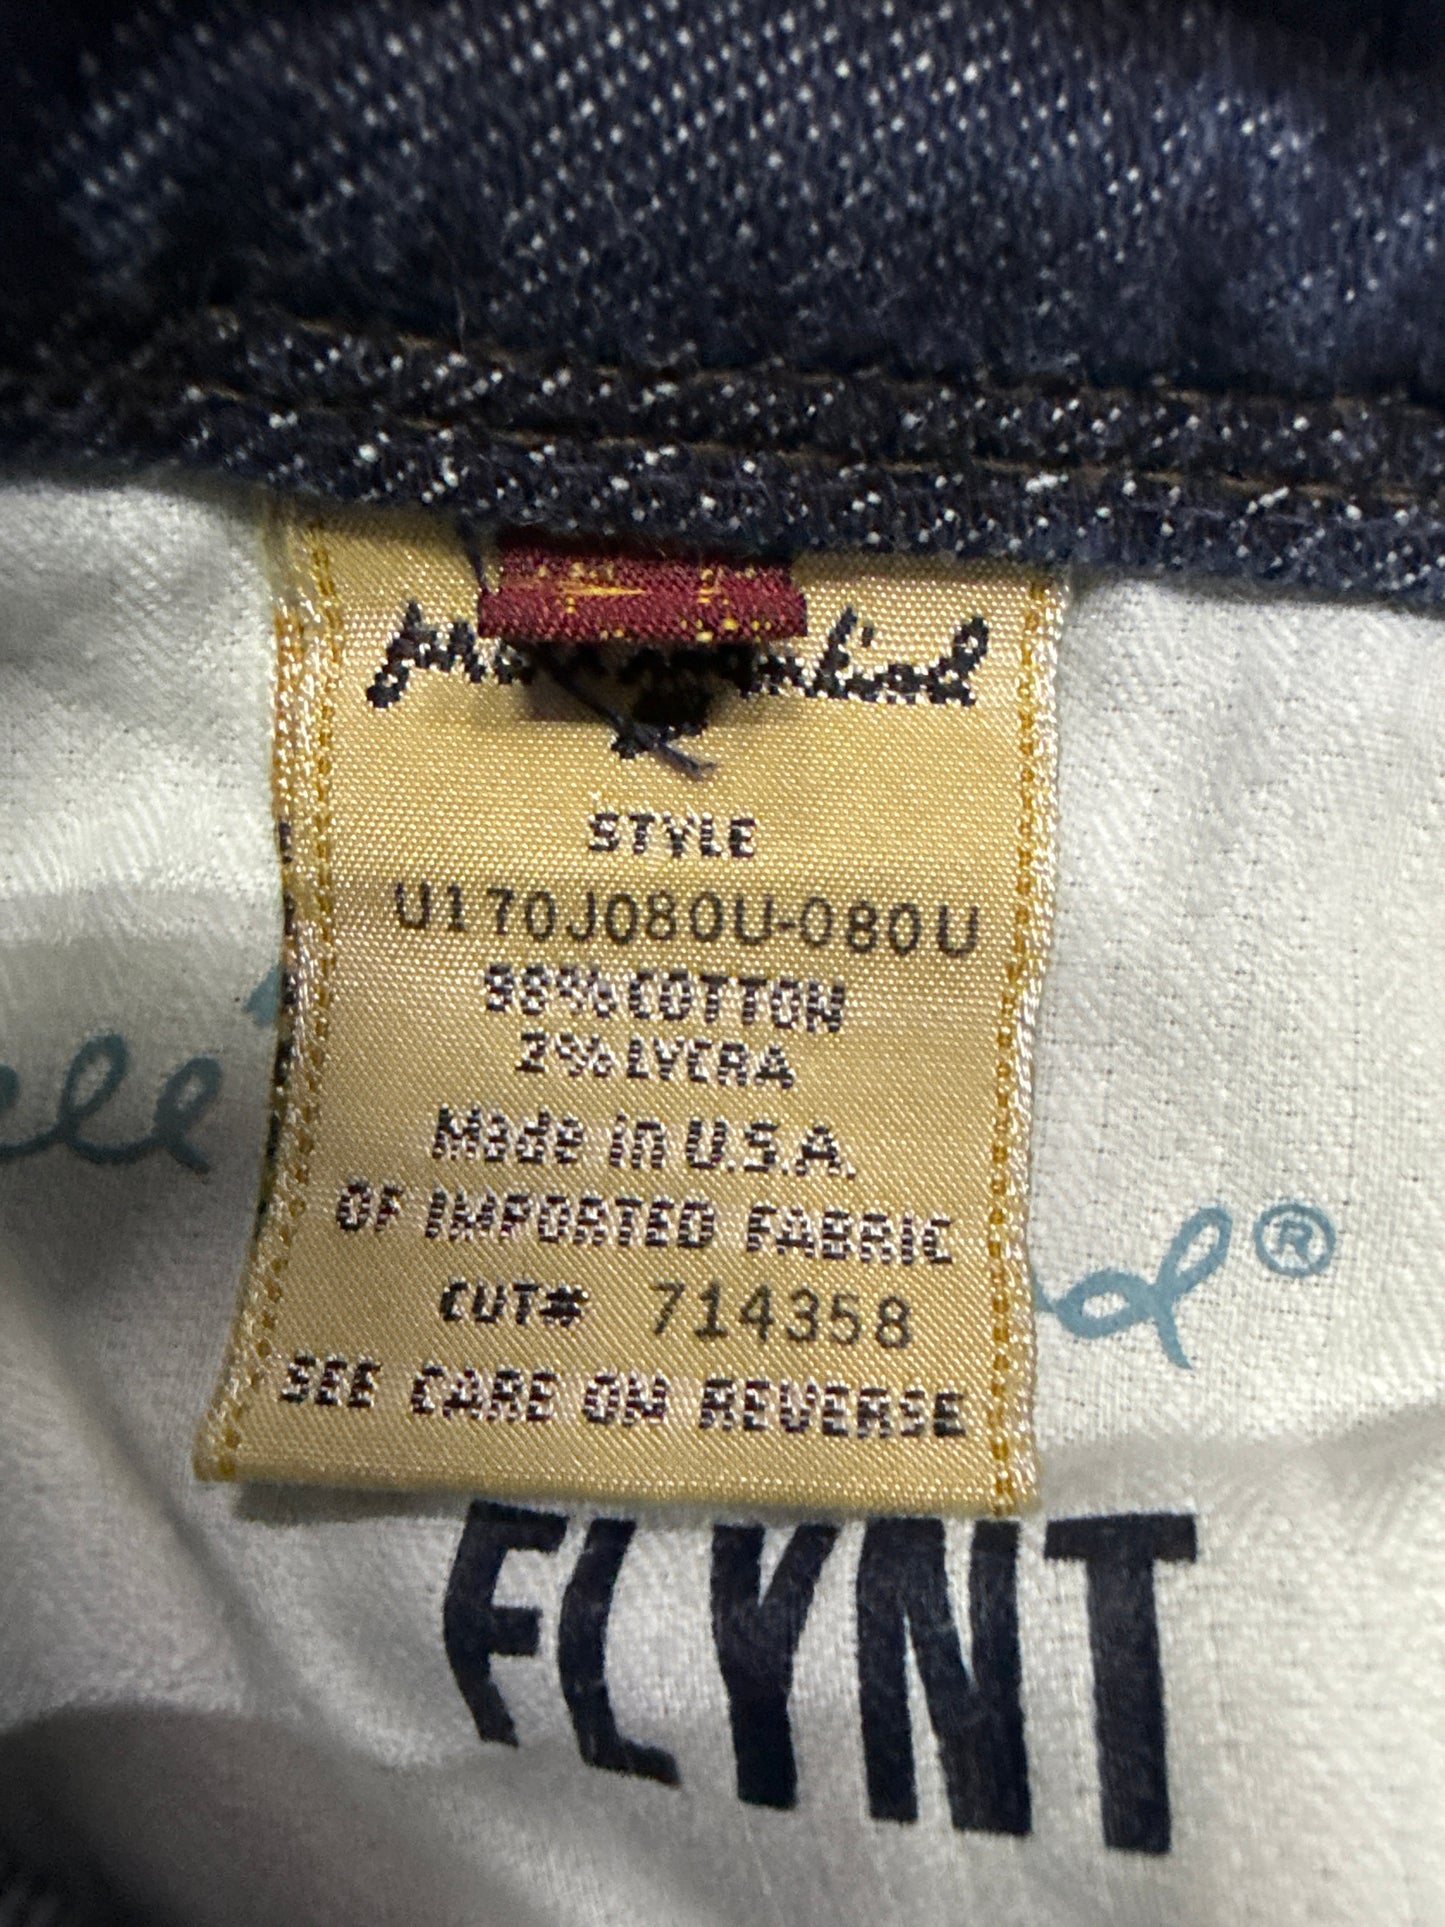 STYLE
U170J080U-080U
98% COTTON
2% LYCRA
Made in U.S.A.
OF IMPORTED FABRIC
CUT# 714358
SEE CARE ON REVERSE
®
FLYNT